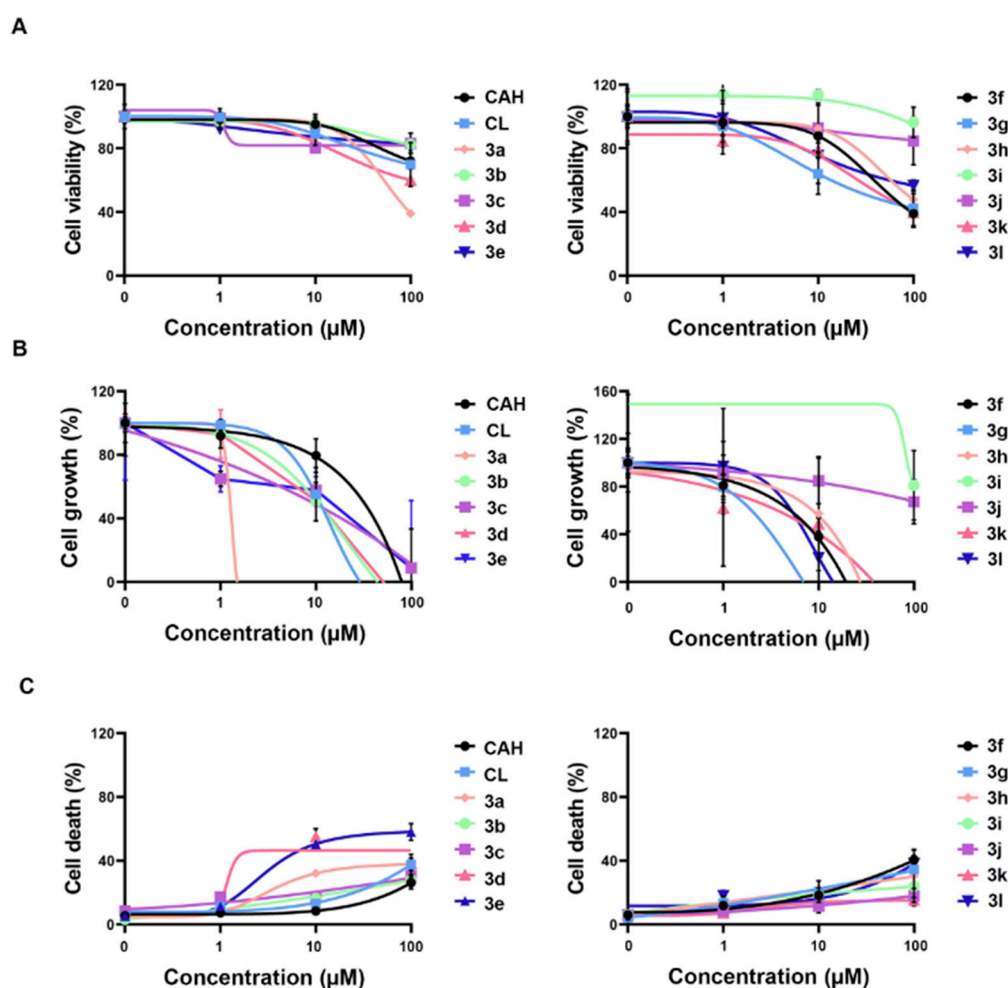 A
Cell viability (%)
120
80
40
0
0
1
10
100
Concentration (µM)
CAH
CL
3a
3b
3c
3d
3e
Cell viability (%)
120
80
40
0
0
1
10
100
Concentration (µM)
3f
3g
3h
3i
3j
3k
3l
B
Cell growth (%)
120
80
40
0
0
1
10
100
Concentration (µM)
CAH
CL
3a
3b
3c
3d
3e
Cell growth (%)
160
120
80
40
0
0
1
10
100
Concentration (µM)
3f
3g
3h
3i
3j
3k
3l
C
Cell death (%)
120
80
40
0
0
1
10
100
Concentration (µM)
CAH
CL
3a
3b
3c
3d
3e
Cell death (%)
120
80
40
0
0
1
10
100
Concentration (µM)
3f
3g
3h
3i
3j
3k
3l